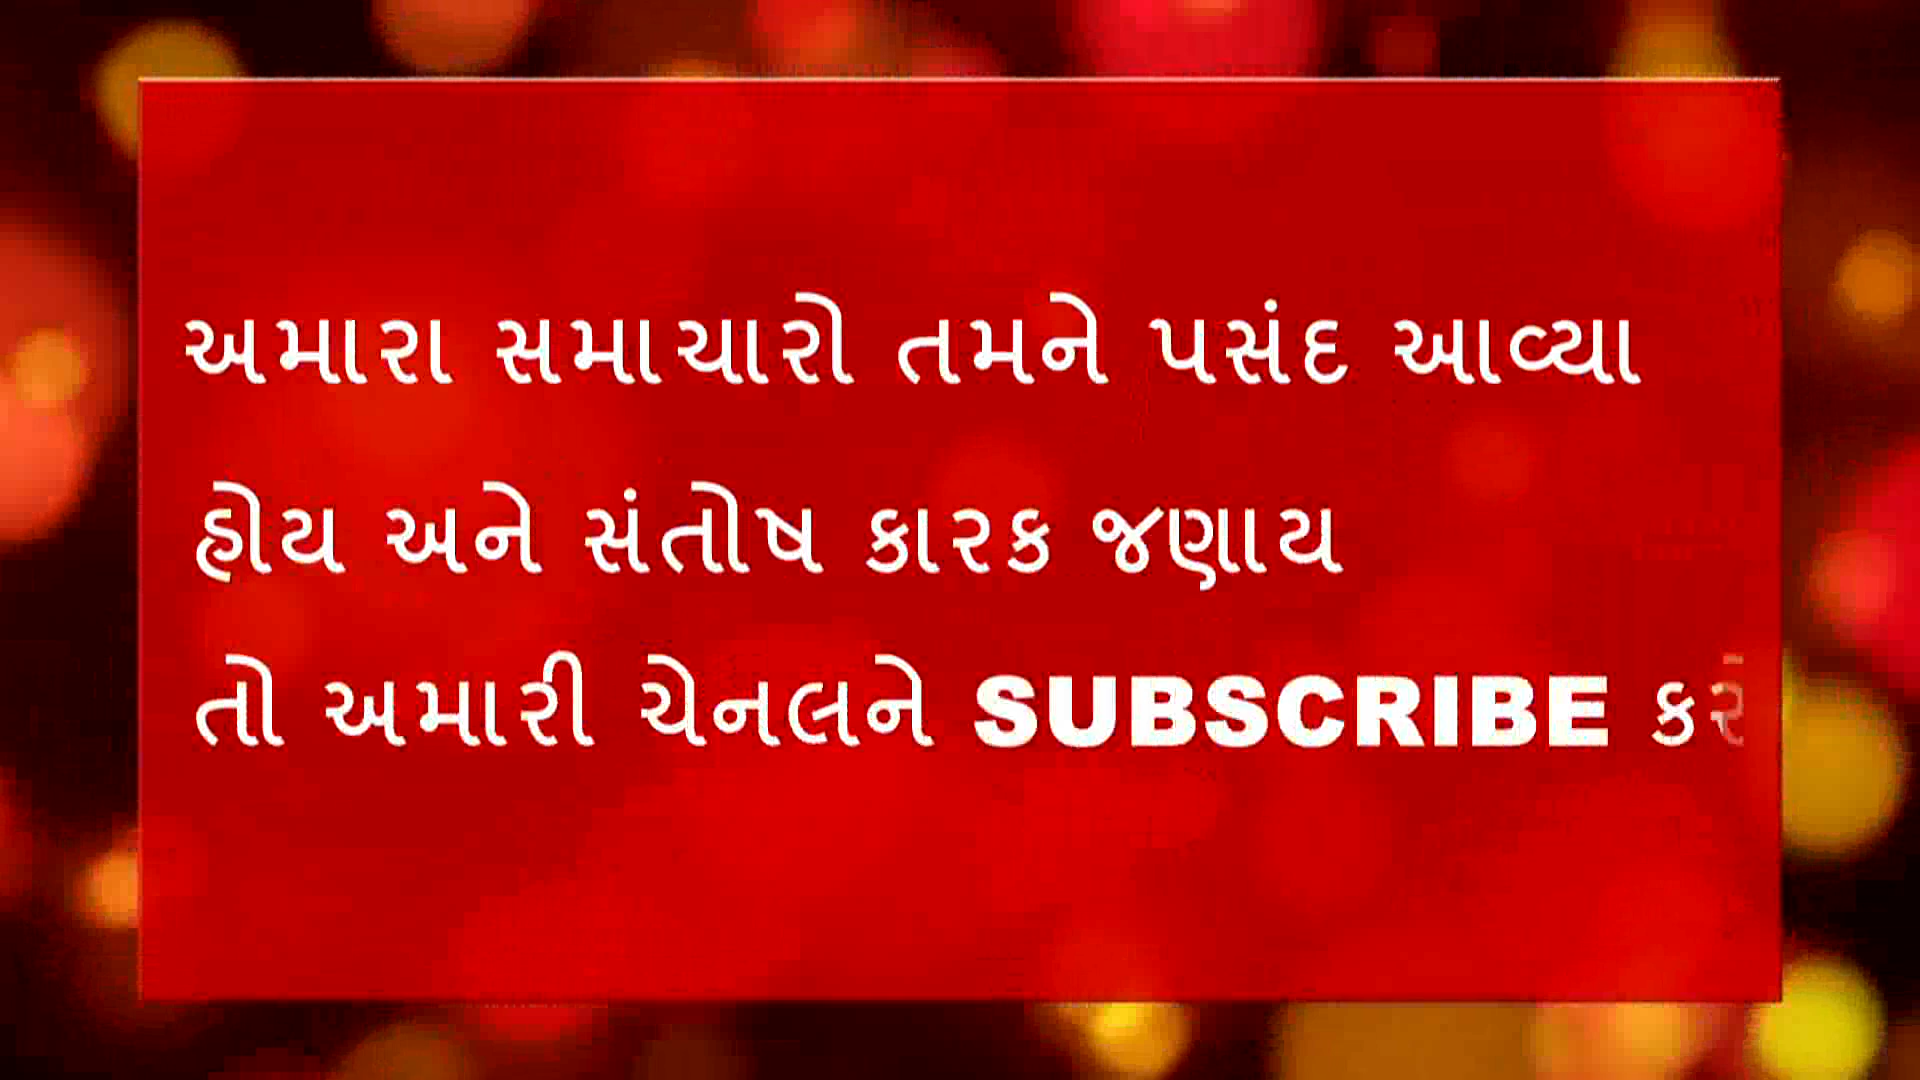 અમારા સમાચારો તમને પસંદ આવ્યા
હોય અને સંતોષ કારક જણાય
તો અમારી ચેનલને SUBSCRIBE